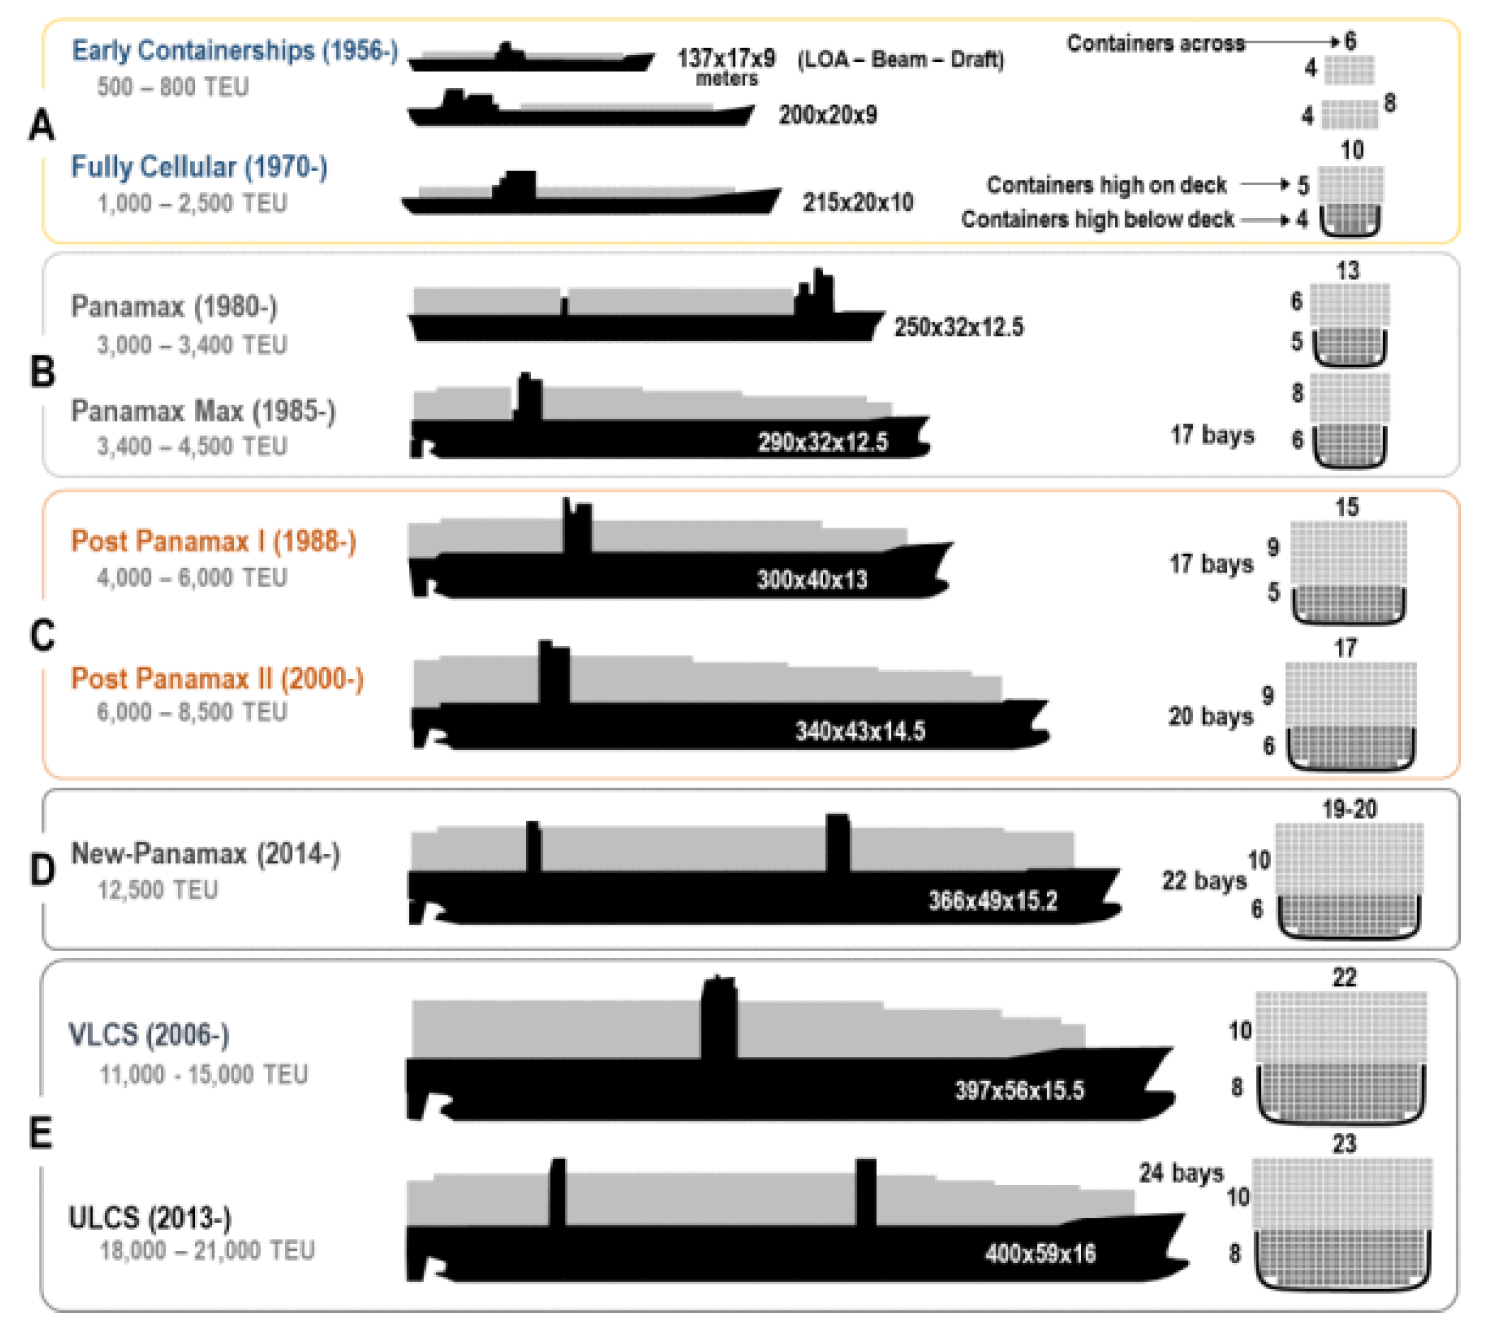 Early Containerships (1956-)
500 – 800 TEU
137x17x9 (LOA – Beam – Draft)
meters
Containers across 6
4
200x20x9
4 8
A
Fully Cellular (1970-)
1,000 – 2,500 TEU
215x20x10
10
Containers high on deck 5
Containers high below deck 4
B
Panamax (1980-)
3,000 – 3,400 TEU
250x32x12.5
13
6
5
Panamax Max (1985-)
3,400 – 4,500 TEU
290x32x12.5
17 bays
8
6
C
Post Panamax I (1988-)
4,000 – 6,000 TEU
300x40x13
17 bays
15
9
5
Post Panamax II (2000-)
6,000 – 8,500 TEU
340x43x14.5
20 bays
17
9
6
D
New-Panamax (2014-)
12,500 TEU
366x49x15.2
22 bays
19-20
10
6
E
VLCS (2006-)
11,000 - 15,000 TEU
397x56x15.5
22
10
8
ULCS (2013-)
18,000 – 21,000 TEU
400x59x16
24 bays
23
10
8